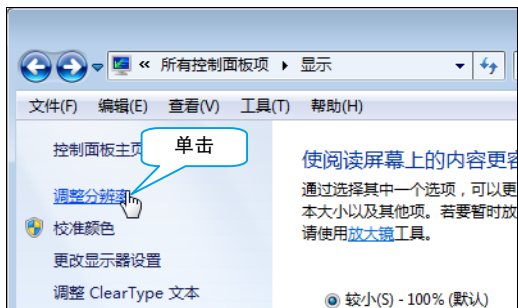 « 所有控制面板项 ▸ 显示
文件(F) 编辑(E) 查看(V) 工具(T) 帮助(H)
控制面板主页
单击
调整分辨率
校准颜色
更改显示器设置
调整 ClearType 文本
使阅读屏幕上的内容更容
通过选择其中一个选项，可以更
本大小以及其他项。若要暂时放
请使用放大镜工具。
较小(S) - 100% (默认)